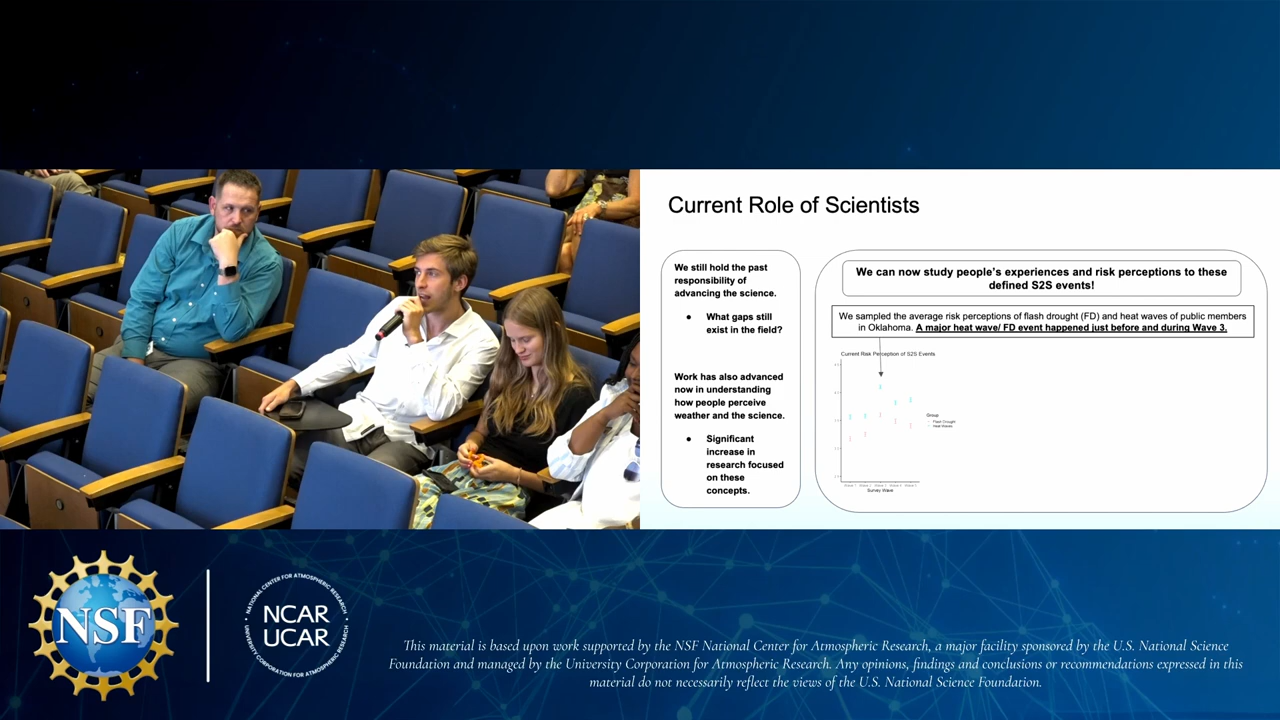 Current Role of Scientists
We still hold the past
responsibility of
advancing the science.
● What gaps still
exist in the field?
Work has also advanced
now in understanding
how people perceive
weather and the science.
● Significant
increase in
research focused
on these
concepts.
We can now study people's experiences and risk perceptions to these
defined S2S events!
We sampled the average risk perceptions of flash drought (FD) and heat waves of public members
in Oklahoma. A major heat wave/ FD event happened just before and during Wave 3.
Current Risk Perception of S2S Events
Group
Flash Drought
Heat Waves
Survey Wave
NSF
NATIONAL CENTER FOR ATMOSPHERIC RESEARCH
NCAR
UCAR
UNIVERSITY CORPORATION FOR ATMOSPHERIC RESEARCH
This material is based upon work supported by the NSF National Center for Atmospheric Research, a major facility sponsored by the U.S. National Science
Foundation and managed by the University Corporation for Atmospheric Research. Any opinions, findings and conclusions or recommendations expressed in this
material do not necessarily reflect the views of the U.S. National Science Foundation.